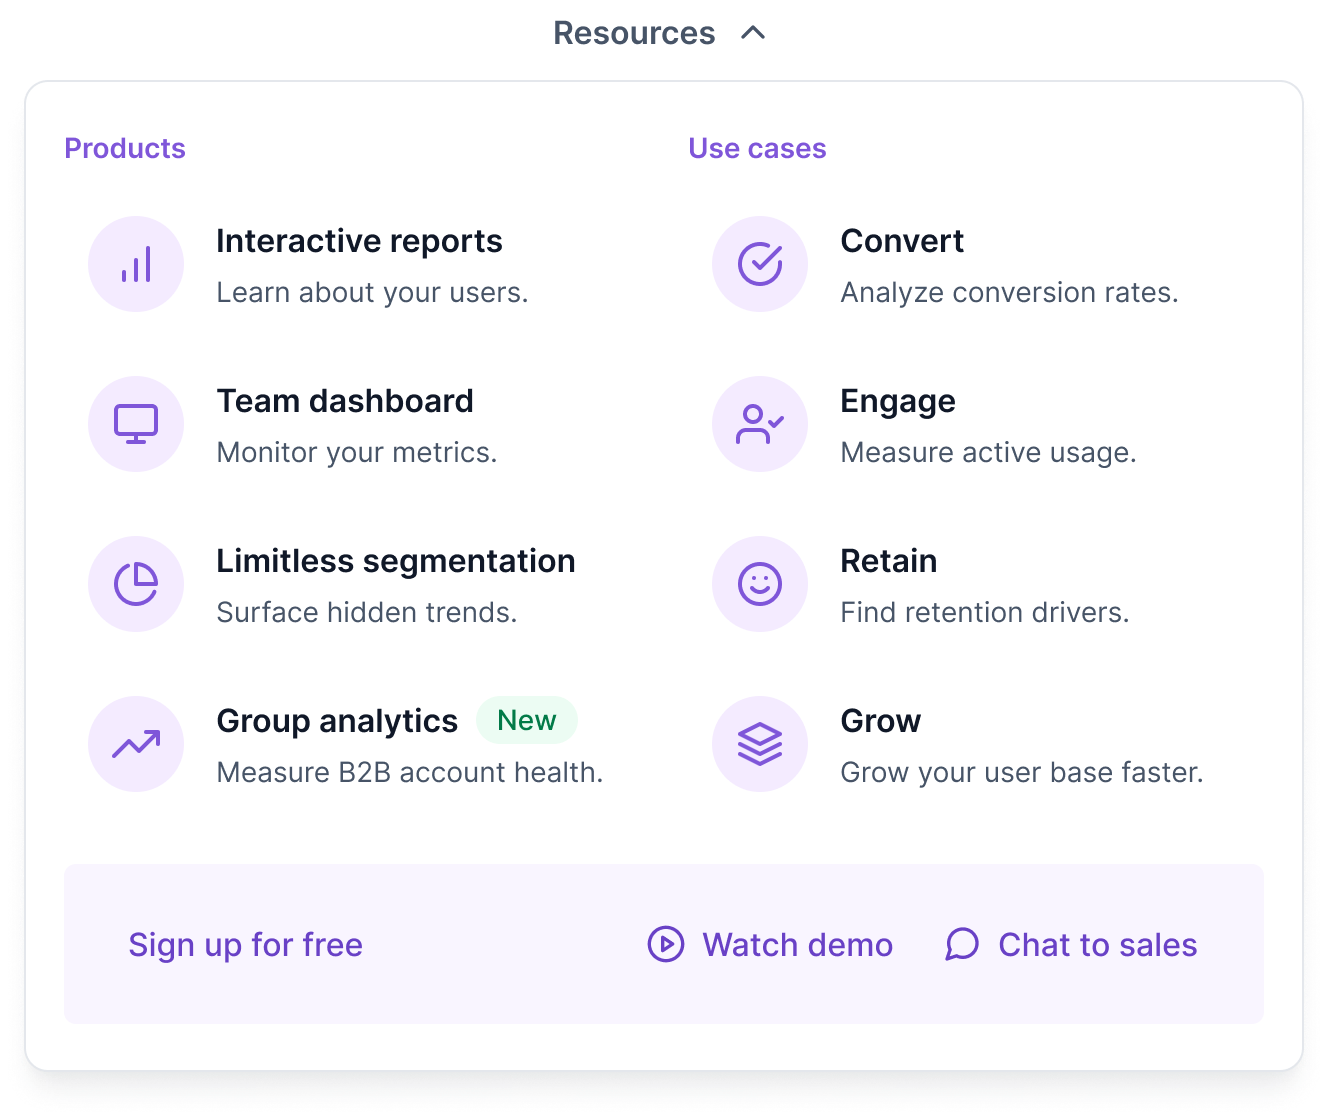 Resources
Products
Interactive reports
Learn about your users.
Team dashboard
Monitor your metrics.
Limitless segmentation
Surface hidden trends.
Group analytics New
Measure B2B account health.
Use cases
Convert
Analyze conversion rates.
Engage
Measure active usage.
Retain
Find retention drivers.
Grow
Grow your user base faster.
Sign up for free
Watch demo
Chat to sales